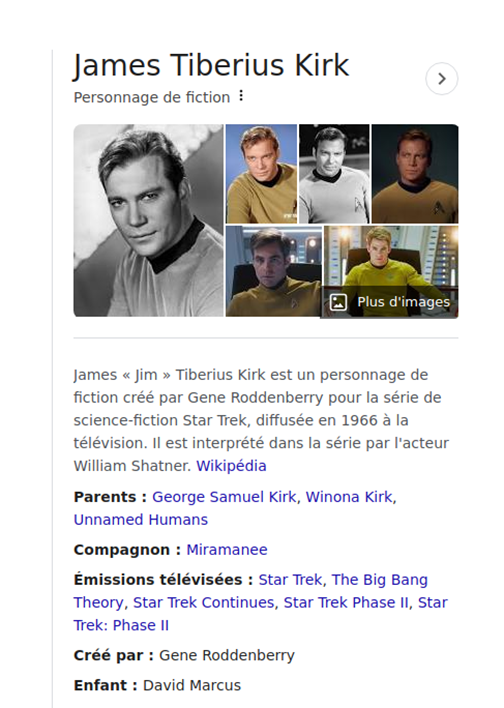 James Tiberius Kirk
Personnage de fiction
Plus d'images
James « Jim » Tiberius Kirk est un personnage de
fiction créé par Gene Roddenberry pour la série de
science-fiction Star Trek, diffusée en 1966 à la
télévision. Il est interprété dans la série par l'acteur
William Shatner. Wikipédia
Parents : George Samuel Kirk, Winona Kirk,
Unnamed Humans
Compagnon : Miramanee
Émissions télévisées : Star Trek, The Big Bang
Theory, Star Trek Continues, Star Trek Phase II, Star
Trek: Phase II
Créé par : Gene Roddenberry
Enfant : David Marcus